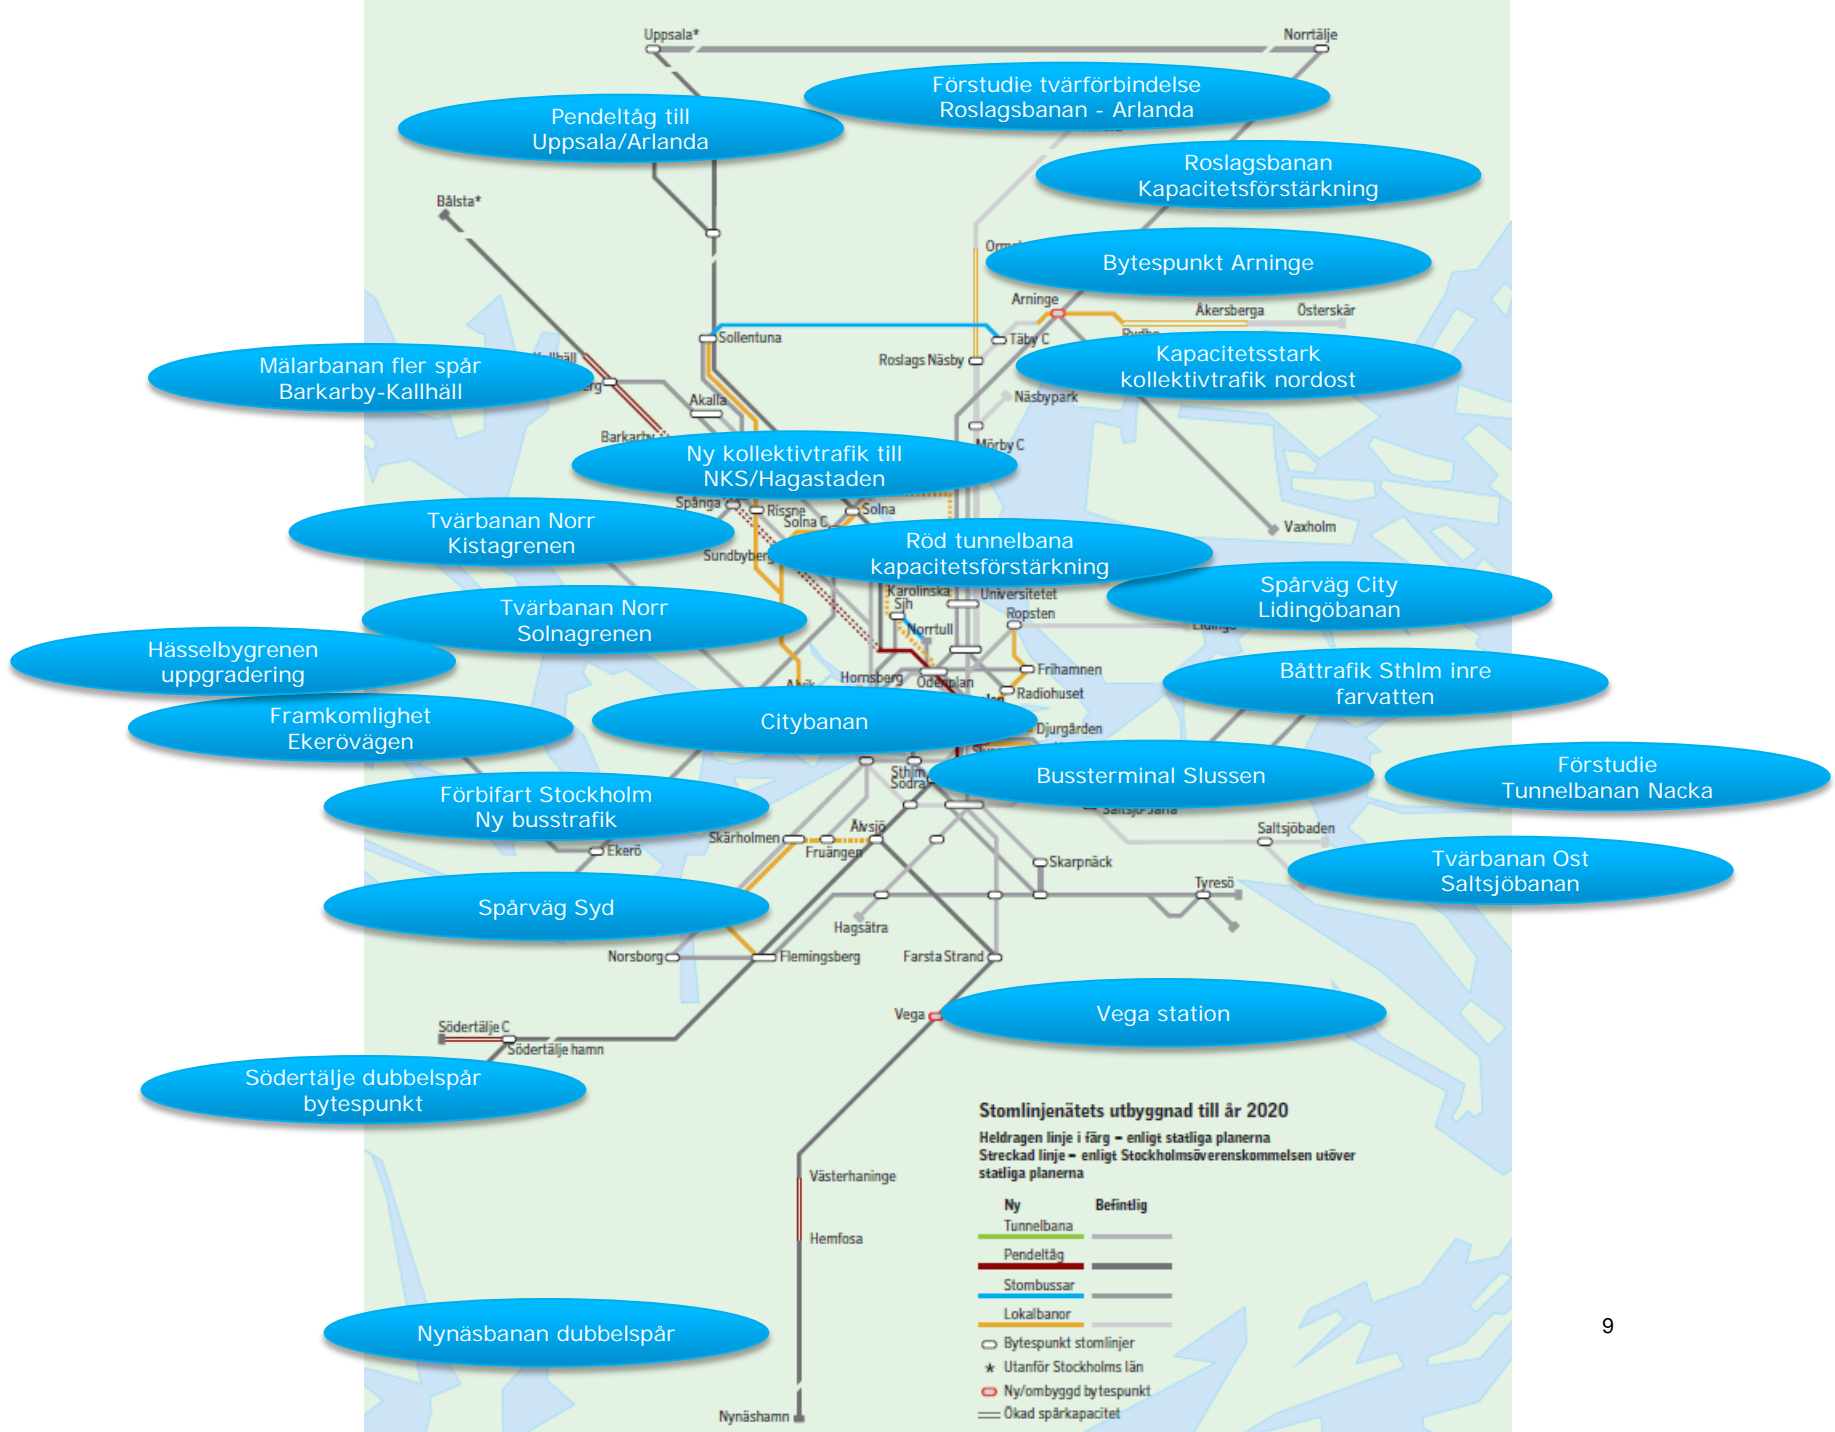 Uppsala*
Norrtälje
Förstudie tvärförbindelse
Roslagsbanan - Arlanda
Pendeltåg till
Uppsala/Arlanda
Roslagsbanan
Kapacitetsförstärkning
Bålsta*
Bytespunkt Arninge
Arninge
Åkersberga
Österskär
Sollentuna
Täby C
Roslags Näsby
Kapacitetsstark
kollektivtrafik nordost
Mälarbanan fler spår
Barkarby-Kallhäll
Akalla
Näsbypark
Barkarby
Mörby C
Ny kollektivtrafik till
NKS/Hagastaden
Spånga
Rissne
Solna
Solna C
Vaxholm
Tvärbanan Norr
Kistagrenen
Sundbyberg
Röd tunnelbana
kapacitetsförstärkning
Karolinska
Sjh
Universitetet
Ropsten
Spårväg City
Lidingöbanan
Tvärbanan Norr
Solnagrenen
Norrtull
Hässelbygrenen
uppgradering
Hornsberg
Odenplan
Frihamnen
Radiohuset
Båttrafik Sthlm inre
farvatten
Framkomlighet
Ekerövägen
Citybanan
Djurgården
Sthlm
Södra
Bussterminal Slussen
Förstudie
Tunnelbanan Nacka
Förbifart Stockholm
Ny busstrafik
Skärholmen
Fruängen
Älvsjö
Saltsjöbaden
Ekerö
Skarpnäck
Tvärbanan Ost
Saltsjöbanan
Tyresö
Spårväg Syd
Hagsätra
Norsborg
Flemingsberg
Farsta Strand
Vega
Vega station
Södertälje C
Södertälje hamn
Södertälje dubbelspår
bytespunkt
Stomlinjenätets utbyggnad till år 2020
Heldragen linje i färg – enligt statliga planerna
Streckad linje – enligt Stockholmsöverenskommelsen utöver
statliga planerna
Västerhaninge
Ny Befintlig
Tunnelbana
Hemfosa
Pendeltåg
Stombussar
Lokalbanor
Nynäsbanan dubbelspår
9
Bytespunkt stomlinjer
* Utanför Stockholms län
Ny/ombyggd bytespunkt
Ökad spårkapacitet
Nynäshamn